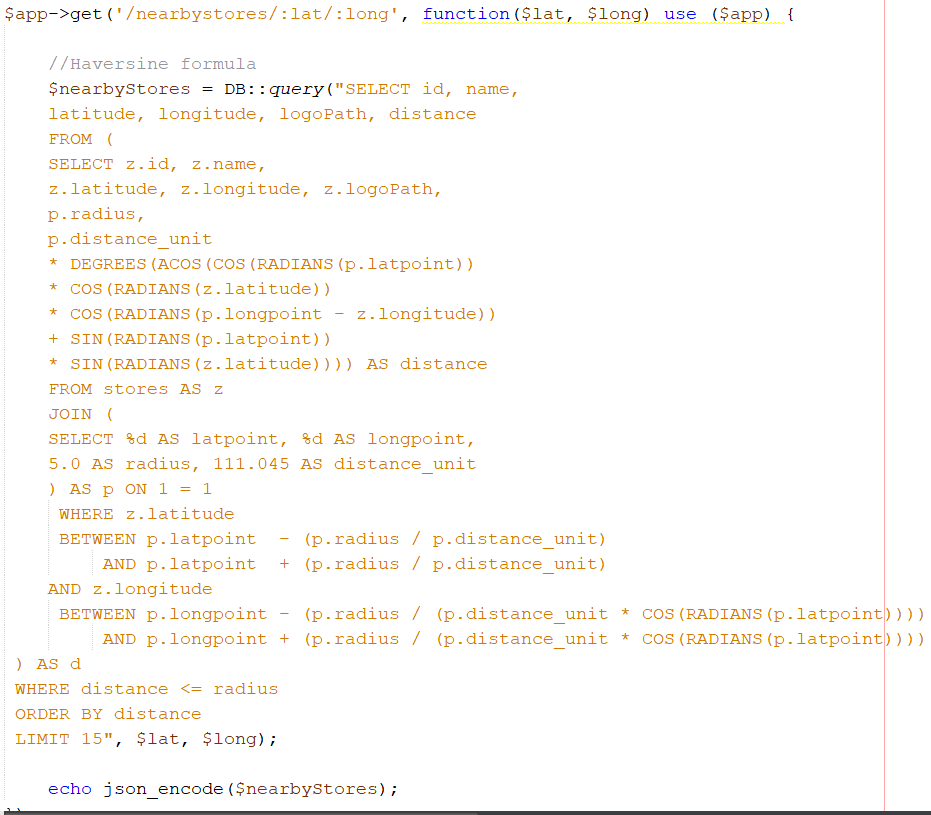 $app->get('/nearbystores/:lat/:long', function($lat, $long) use ($app) {
//Haversine formula
$nearbyStores = DB::query("SELECT id, name,
latitude, longitude, logoPath, distance
FROM (
SELECT z.id, z.name,
z.latitude, z.longitude, z.logoPath,
p.radius,
p.distance_unit
* DEGREES(ACOS(COS(RADIANS(p.latpoint))
* COS(RADIANS(z.latitude))
* COS(RADIANS(p.longpoint - z.longitude))
+ SIN(RADIANS(p.latpoint))
* SIN(RADIANS(z.latitude)))) AS distance
FROM stores AS z
JOIN (
SELECT %d AS latpoint, %d AS longpoint,
5.0 AS radius, 111.045 AS distance_unit
) AS p ON 1 = 1
WHERE z.latitude
BETWEEN p.latpoint  - (p.radius / p.distance_unit)
AND p.latpoint  + (p.radius / p.distance_unit)
AND z.longitude
BETWEEN p.longpoint - (p.radius / (p.distance_unit * COS(RADIANS(p.latpoint))))
AND p.longpoint + (p.radius / (p.distance_unit * COS(RADIANS(p.latpoint))))
) AS d
WHERE distance <= radius
ORDER BY distance
LIMIT 15", $lat, $long);
echo json_encode($nearbyStores);